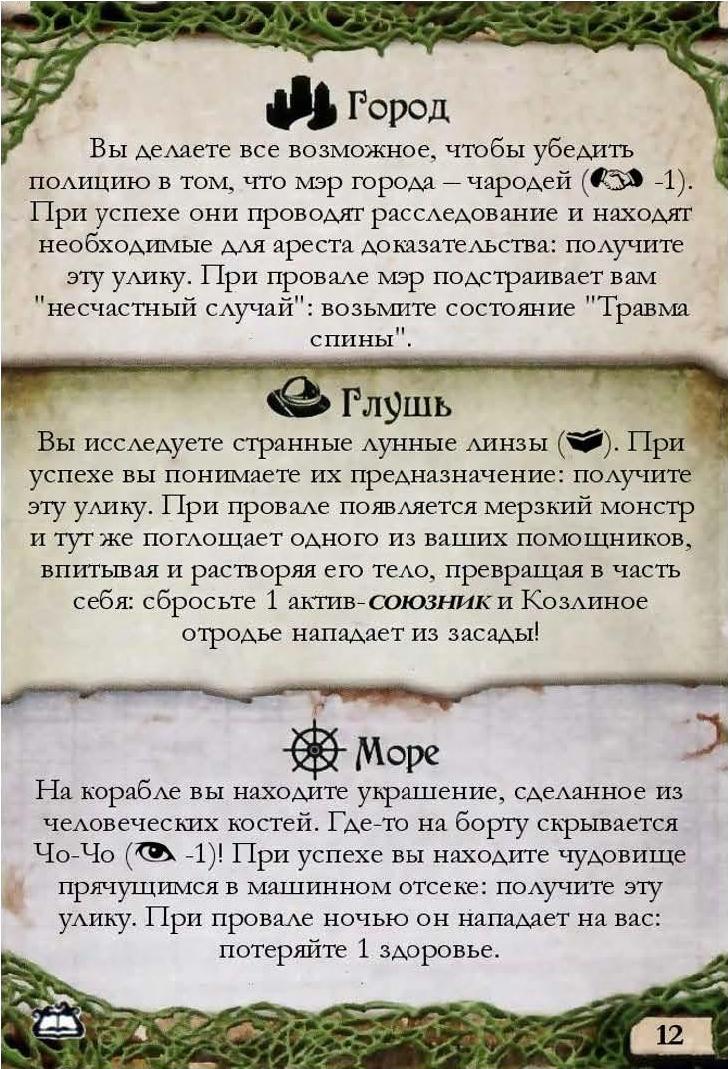 Город
Вы делаете все возможное, чтобы убедить
полицию в том, что мэр города – чародей ( -1).
При успехе они проводят расследование и находят
необходимые для ареста доказательства: получите
эту улику. При провале мэр подстраивает вам
"несчастный случай": возьмите состояние "Травма
спины".
Глушь
Вы исследуете странные лунные линзы ( ). При
успехе вы понимаете их предназначение: получите
эту улику. При провале появляется мерзкий монстр
и тут же поглощает одного из ваших помощников,
впитывая и растворяя его тело, превращая в часть
себя: сбросьте 1 актив-СОЮЗНИК и Козлиное
отродье нападает из засады!
Море
На корабле вы находите украшение, сделанное из
человеческих костей. Где-то на борту скрывается
Чо-Чо ( -1)! При успехе вы находите чудовище
прячущимся в машинном отсеке: получите эту
улику. При провале ночью он нападает на вас:
потеряйте 1 здоровье.
12